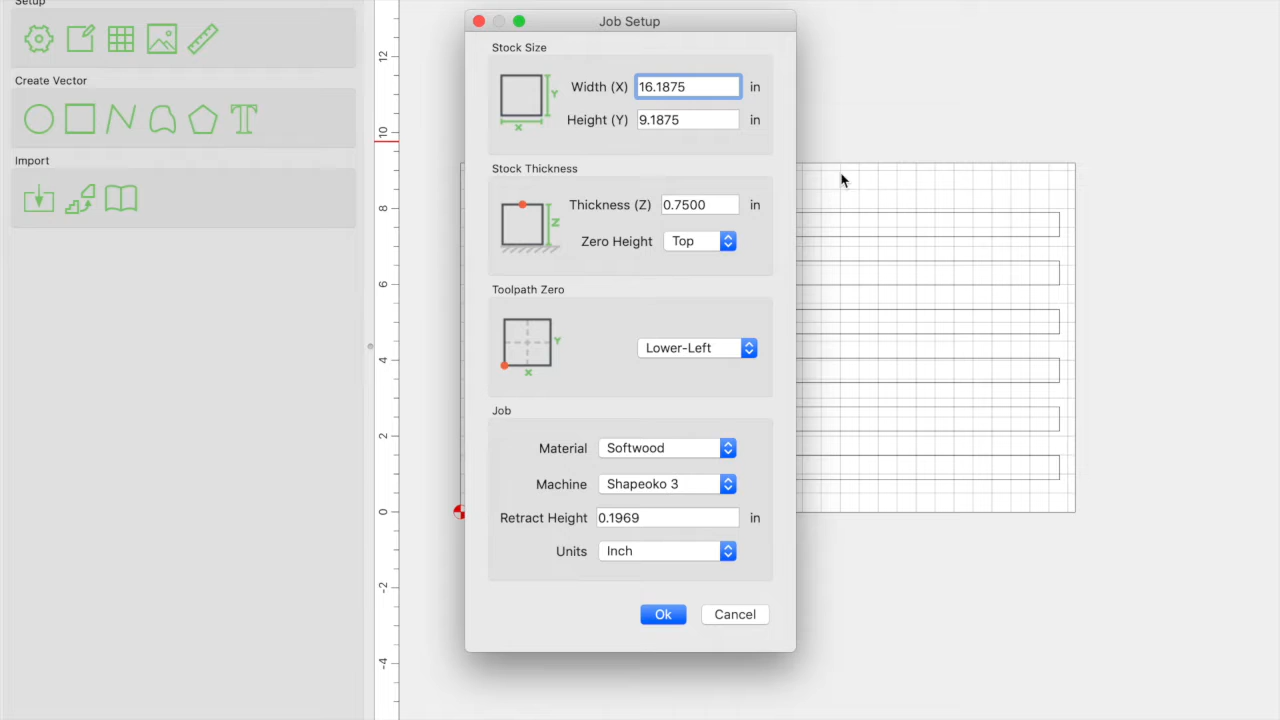 Setup
Create Vector
T
Import
12
10
8
6
4
2
0
-2
-4
Job Setup
Stock Size
Y
X
Width (X) 16.1875 in
Height (Y) 9.1875 in
Stock Thickness
Z
Thickness (Z) 0.7500 in
Zero Height Top
Toolpath Zero
Y
X
Lower-Left
Job
Material Softwood
Machine Shapeoko 3
Retract Height 0.1969 in
Units Inch
Ok Cancel